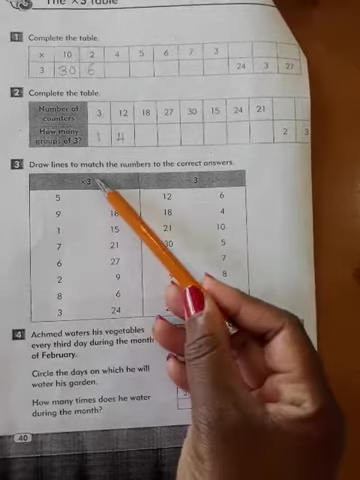 The ×3 Table
1 Complete the table.
× 10 2 4 5 6 7 3
3 30 6 24 3 27
2 Complete the table.
Number of counters 3 12 18 27 30 15 24 21
How many groups of 3? 1 4 2 3
3 Draw lines to match the numbers to the correct answers.
×3 3
5 12 6
9 18 18 4
1 15 21 10
7 21 30 5
6 27 7
2 9 8
8 6
3 24
4 Achmed waters his vegetables
every third day during the month
of February.
Circle the days on which he will
water his garden.
How many times does he water
during the month?
40